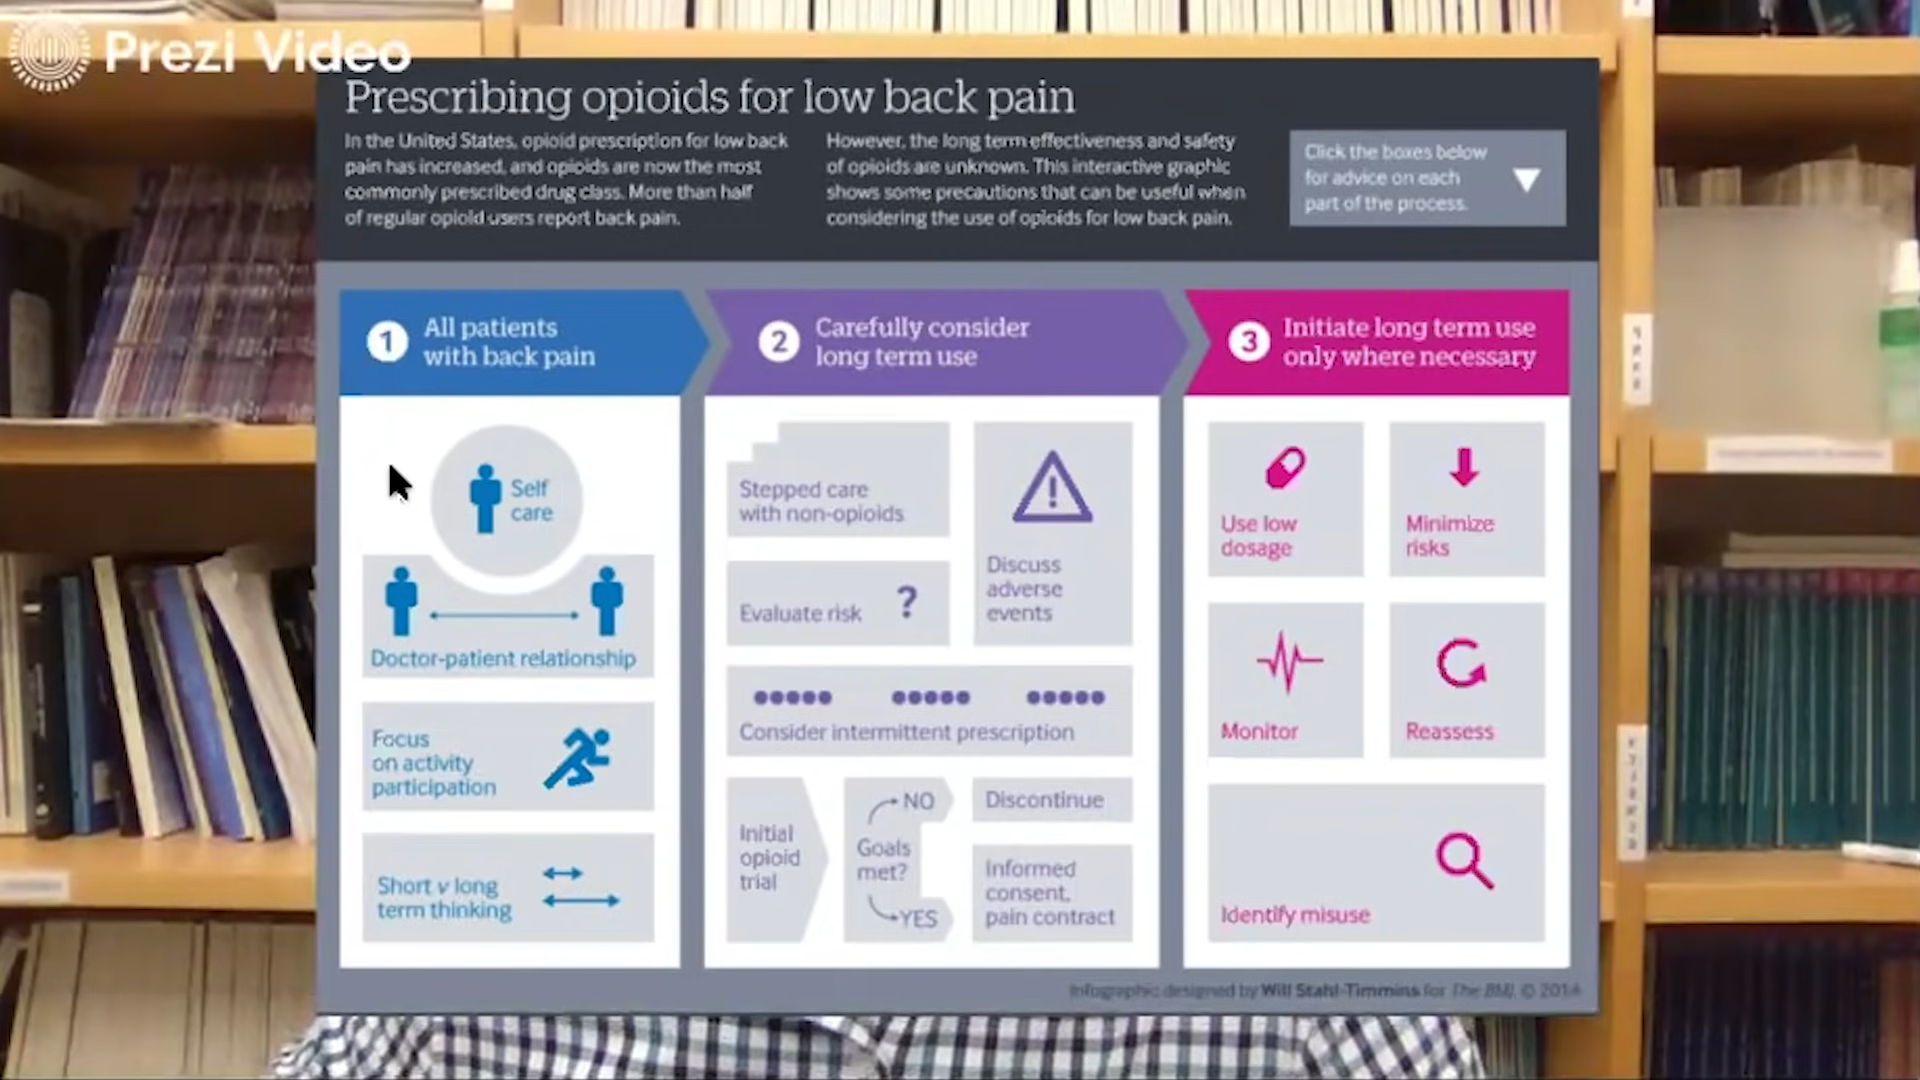 Prezi Video
Prescribing opioids for low back pain
In the United States, opioid prescription for low back
pain has increased, and opioids are now the most
commonly prescribed drug class. More than half
of regular opioid users report back pain.
However, the long term effectiveness and safety
of opioids are unknown. This interactive graphic
shows some precautions that can be useful when
considering the use of opioids for low back pain.
Click the boxes below
for advice on each
part of the process.
1
All patients
with back pain
Self
care
Doctor-patient relationship
Focus
on activity
participation
Short v long
term thinking
2
Carefully consider
long term use
Stepped care
with non-opioids
Discuss
adverse
events
Evaluate risk ?
Consider intermittent prescription
Initial
opioid
trial
Goals
met?
NO
YES
Discontinue
Informed
consent,
pain contract
3
Initiate long term use
only where necessary
Use low
dosage
Minimize
risks
Monitor
Reassess
Identify misuse
Infographic designed by Will Stahl-Timmins for The BMJ, © 2014